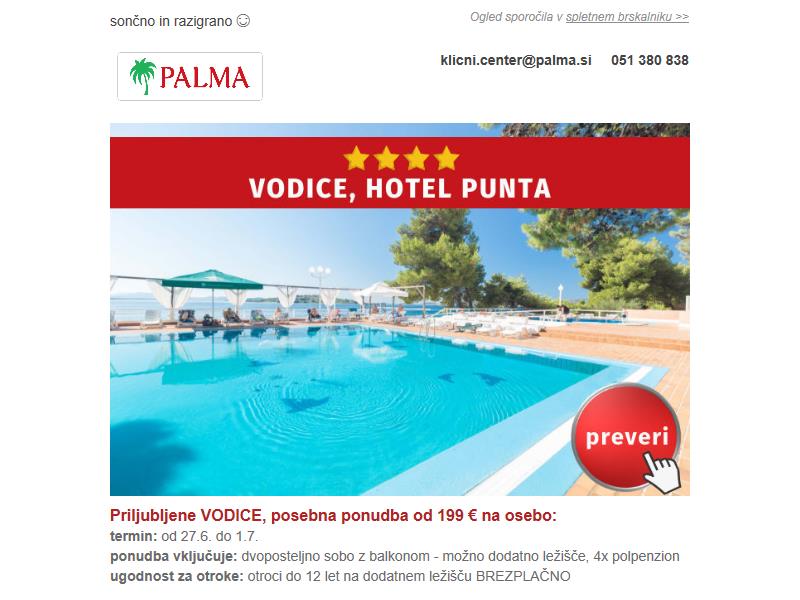 sončno in razigrano ☺
Ogled sporočila v spletnem brskalniku >>
PALMA
klicni.center@palma.si 051 380 838
VODICE, HOTEL PUNTA
preveri
Priljubljene VODICE, posebna ponudba od 199 € na osebo:
termin: od 27.6. do 1.7.
ponudba vključuje: dvoposteljno sobo z balkonom - možno dodatno ležišče, 4x polpenzion
ugodnost za otroke: otroci do 12 let na dodatnem ležišču BREZPLAČNO